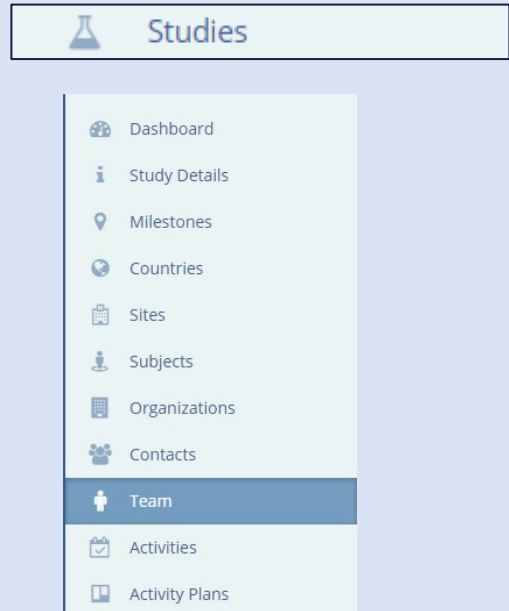 Studies
Dashboard
Study Details
Milestones
Countries
Sites
Subjects
Organizations
Contacts
Team
Activities
Activity Plans